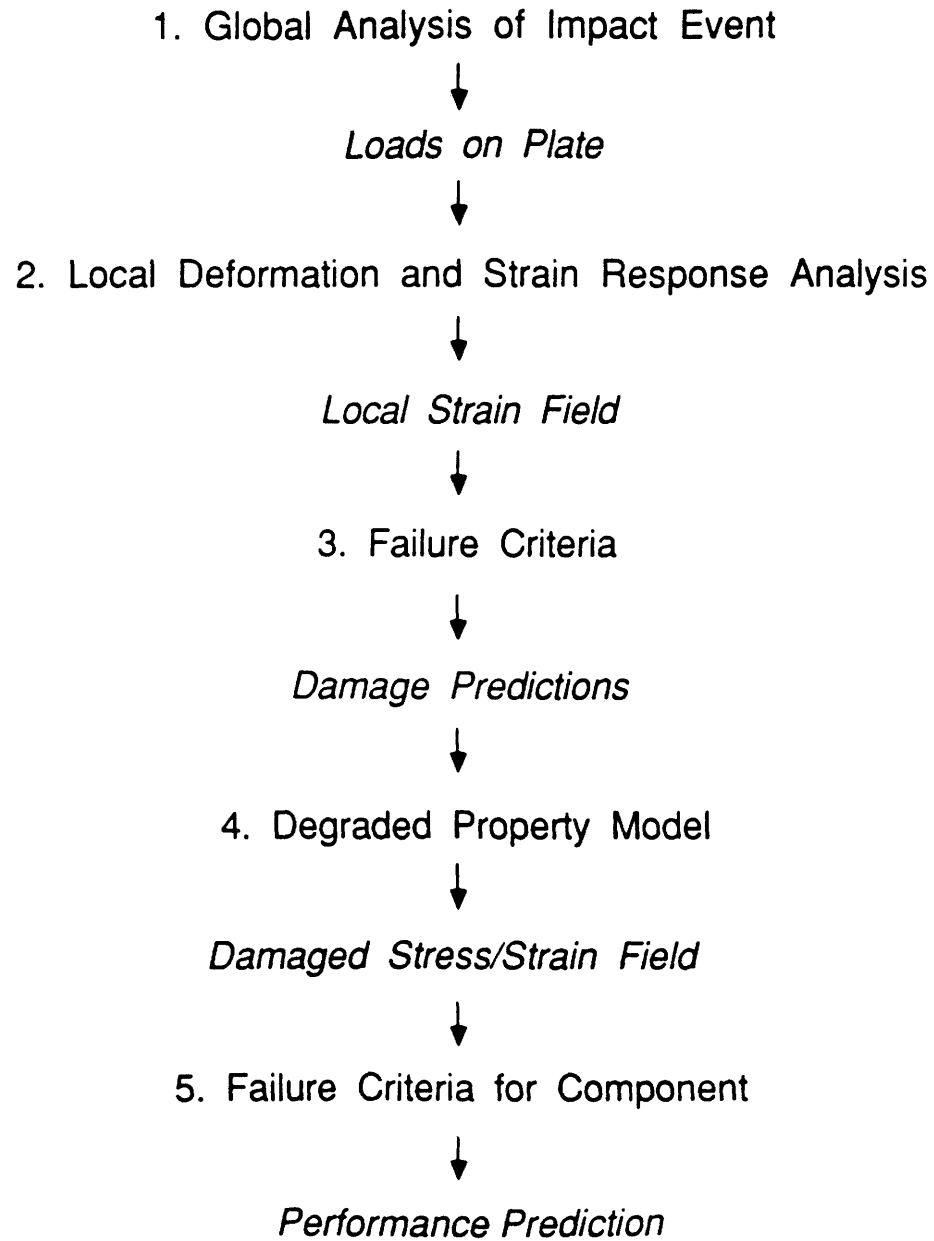 1. Global Analysis of Impact Event
Loads on Plate
2. Local Deformation and Strain Response Analysis
Local Strain Field
3. Failure Criteria
Damage Predictions
4. Degraded Property Model
Damaged Stress/Strain Field
5. Failure Criteria for Component
Performance Prediction